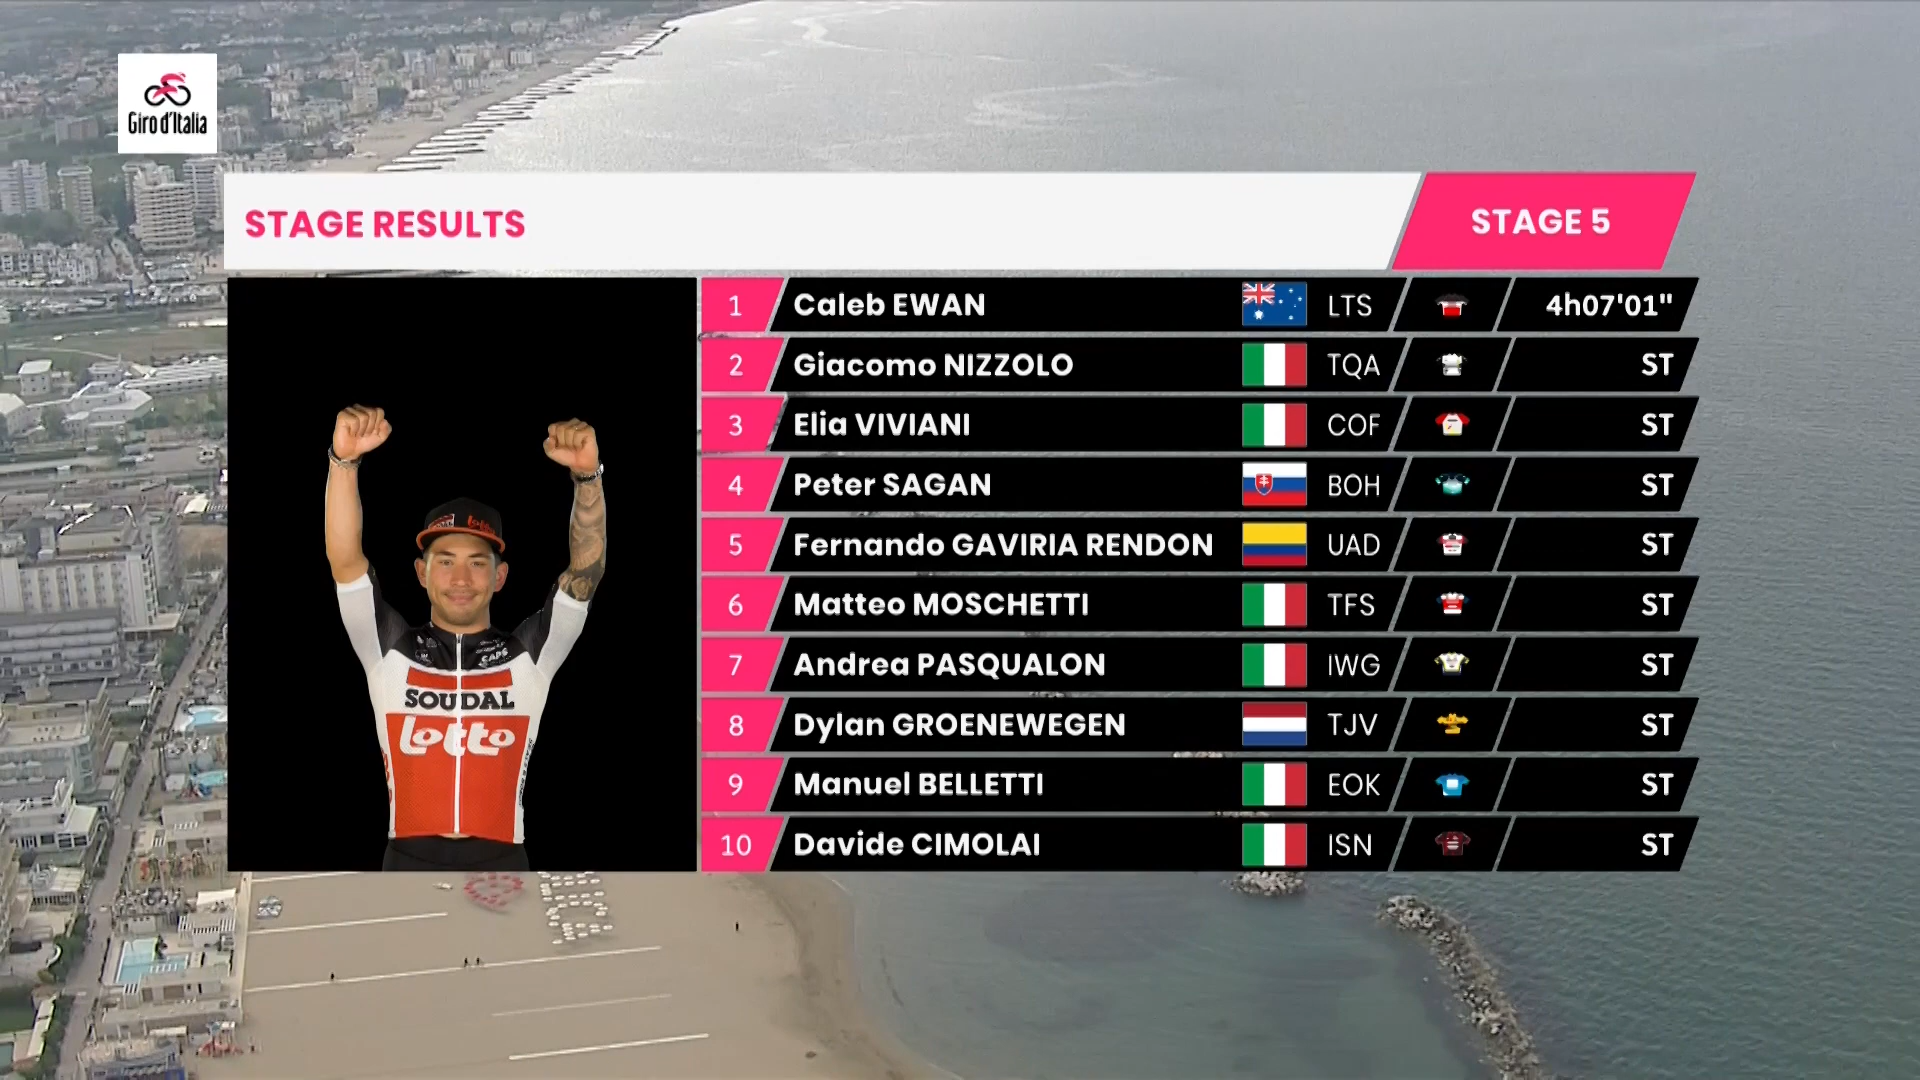 Giro d'Italia
STAGE RESULTS
STAGE 5
1 Caleb EWAN LTS 4h07'01"
2 Giacomo NIZZOLO TQA ST
3 Elia VIVIANI COF ST
4 Peter SAGAN BOH ST
5 Fernando GAVIRIA RENDON UAD ST
6 Matteo MOSCHETTI TFS ST
7 Andrea PASQUALON IWG ST
8 Dylan GROENEWEGEN TJV ST
9 Manuel BELLETTI EOK ST
10 Davide CIMOLAI ISN ST
lotto
CAPS
SOUDAL
lotto